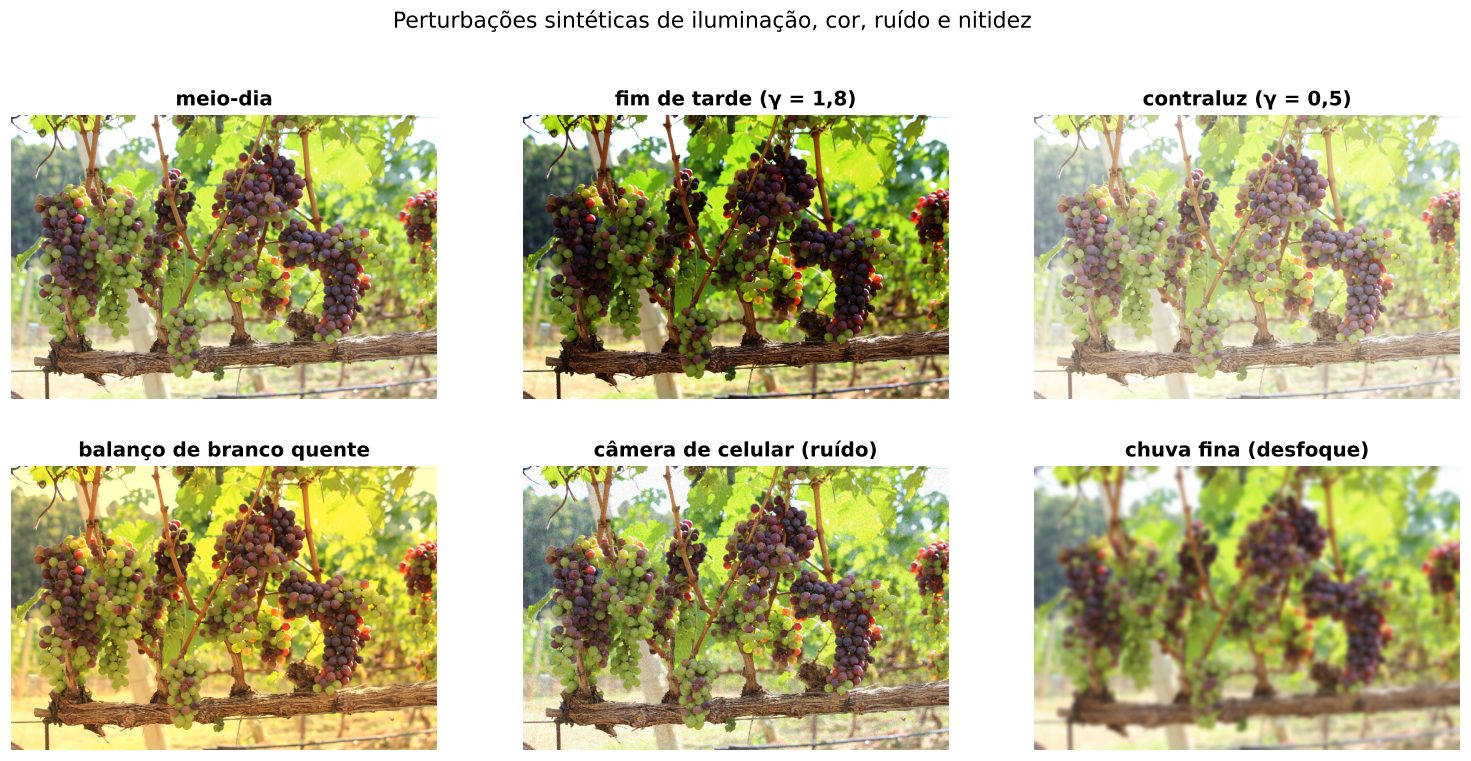 Perturbações sintéticas de iluminação, cor, ruído e nitidez
meio-dia
fim de tarde (γ = 1,8)
contraluz (γ = 0,5)
balanço de branco quente
câmera de celular (ruído)
chuva fina (desfoque)